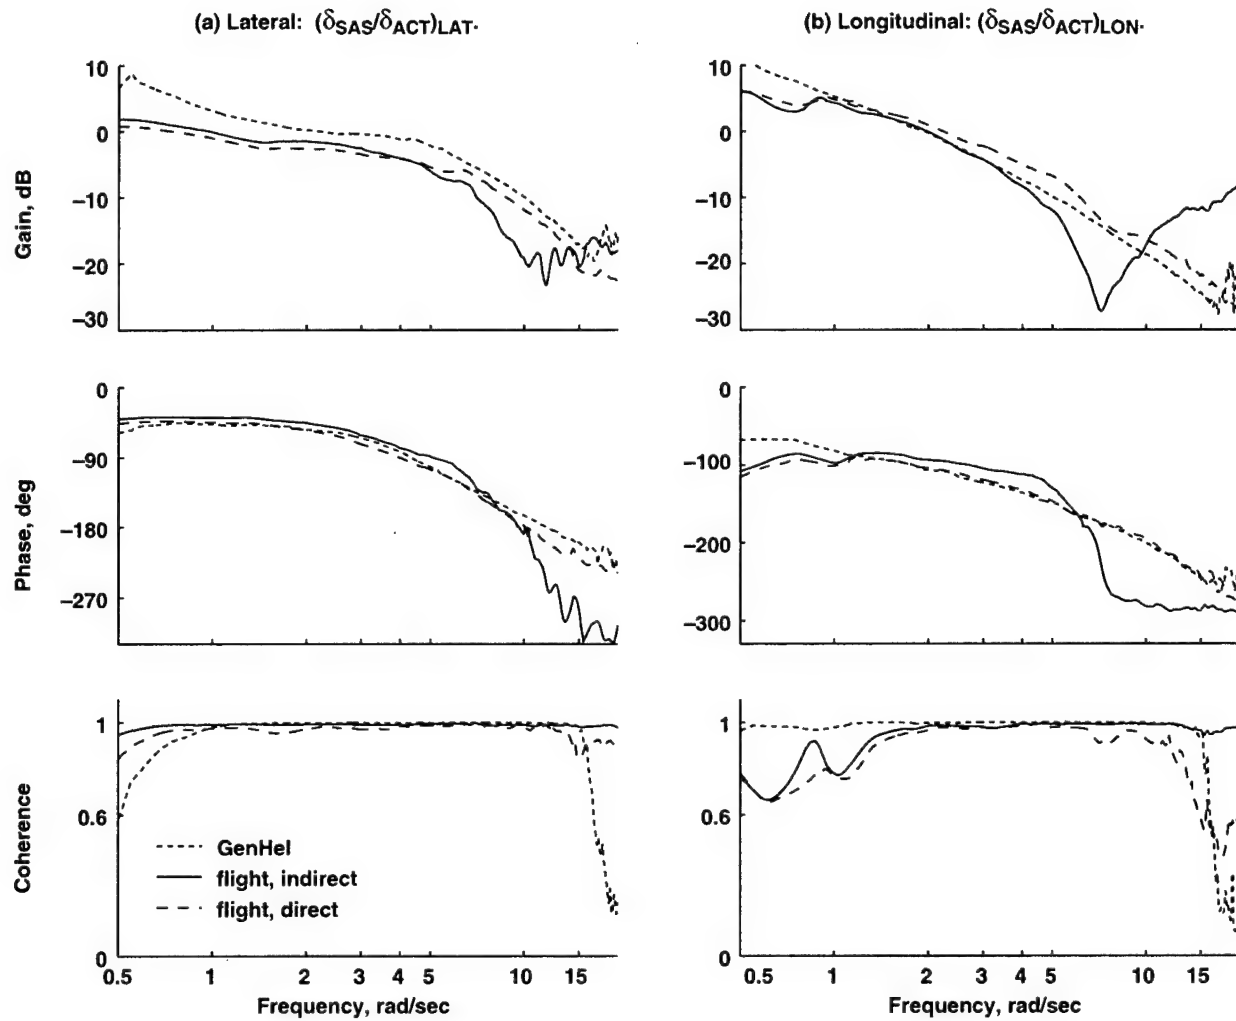 (a) Lateral: (δSAS/δACT)LAT.
(b) Longitudinal: (δSAS/δACT)LON.
Gain, dB
10
0
−10
−20
−30
10
0
−10
−20
−30
Phase, deg
0
−90
−180
−270
0
−100
−200
−300
Coherence
1
0.6
0
1
0.6
0
GenHel
flight, indirect
flight, direct
0.5 1 2 3 4 5 10 15
Frequency, rad/sec
0.5 1 2 3 4 5 10 15
Frequency, rad/sec